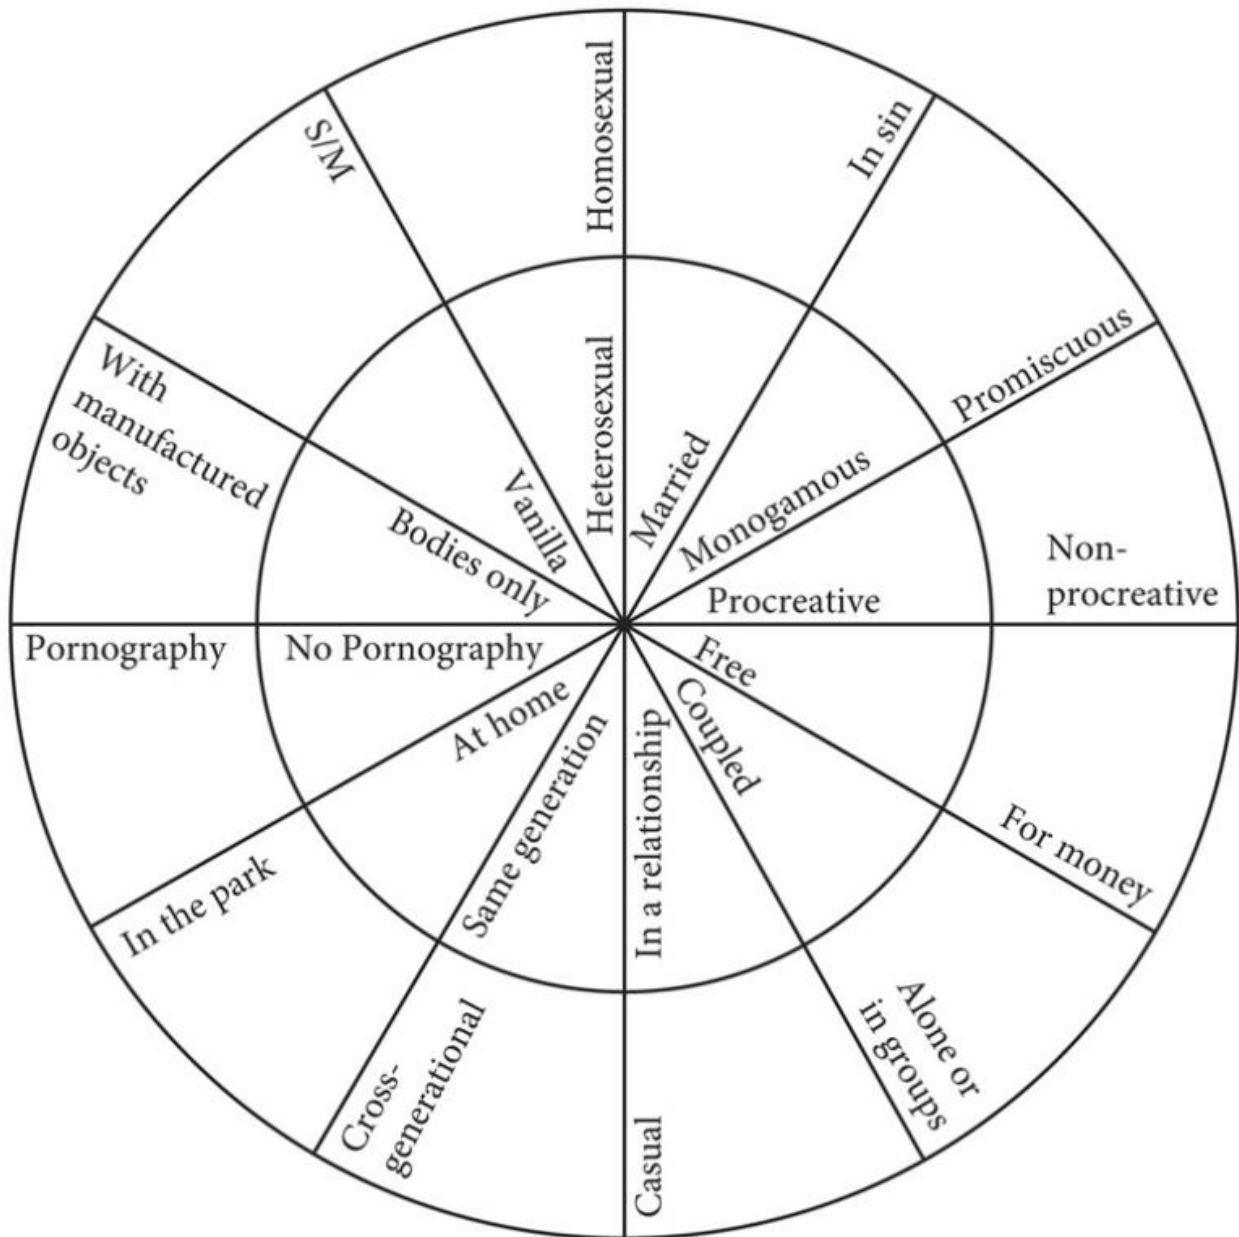 Homosexual
In sin
Promiscuous
Non-
procreative
For money
Alone or
in groups
Casual
Cross-
generational
In the park
Pornography
With
manufactured
objects
S/M
Heterosexual
Married
Monogamous
Procreative
Free
Coupled
In a relationship
Same generation
At home
No Pornography
Bodies only
Vanilla